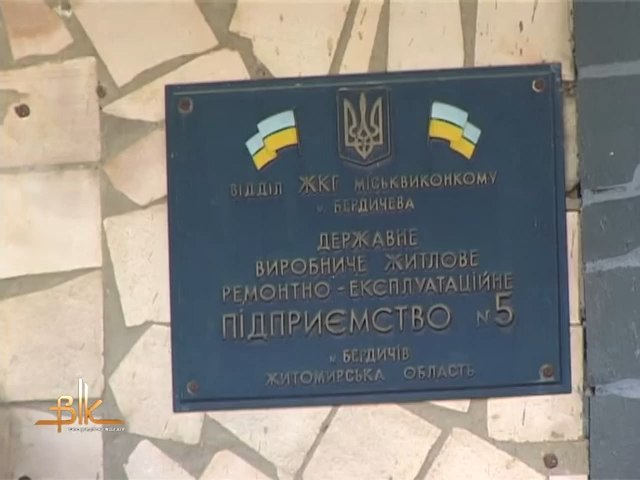 ВІДДІЛ ЖКГ МІСЬКВИКОНКОМУ
м. БЕРДИЧЕВА
ДЕРЖАВНЕ
ВИРОБНИЧЕ ЖИТЛОВЕ
РЕМОНТНО-ЕКСПЛУАТАЦІЙНЕ
ПІДПРИЄМСТВО №5
м БЕРДИЧІВ
ЖИТОМИРСЬКА ОБЛАСТЬ
ВІК